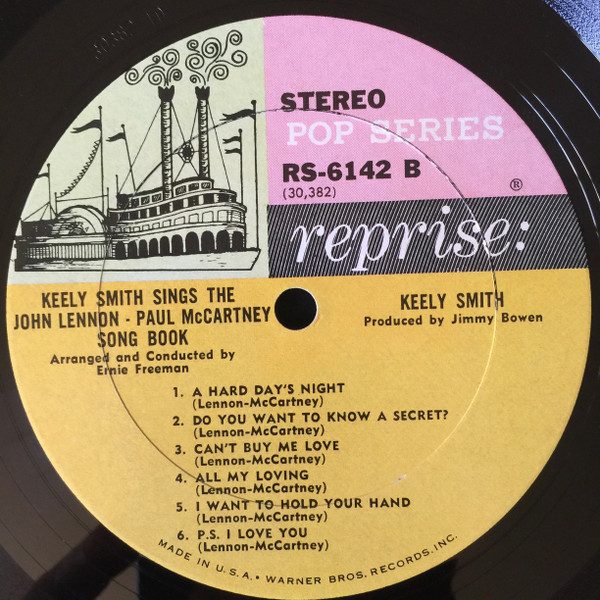 STEREO
POP SERIES
RS-6142 B
(30,382)
®
reprise:
KEELY SMITH SINGS THE
JOHN LENNON - PAUL McCARTNEY
SONG BOOK
Arranged and Conducted by
Ernie Freeman
KEELY SMITH
Produced by Jimmy Bowen
1. A HARD DAY'S NIGHT
(Lennon-McCartney)
2. DO YOU WANT TO KNOW A SECRET?
(Lennon-McCartney)
3. CAN'T BUY ME LOVE
(Lennon-McCartney)
4. ALL MY LOVING
(Lennon-McCartney)
5. I WANT TO HOLD YOUR HAND
(Lennon-McCartney)
6. P.S. I LOVE YOU
(Lennon-McCartney)
MADE IN U.S.A. • WARNER BROS. RECORDS, INC.